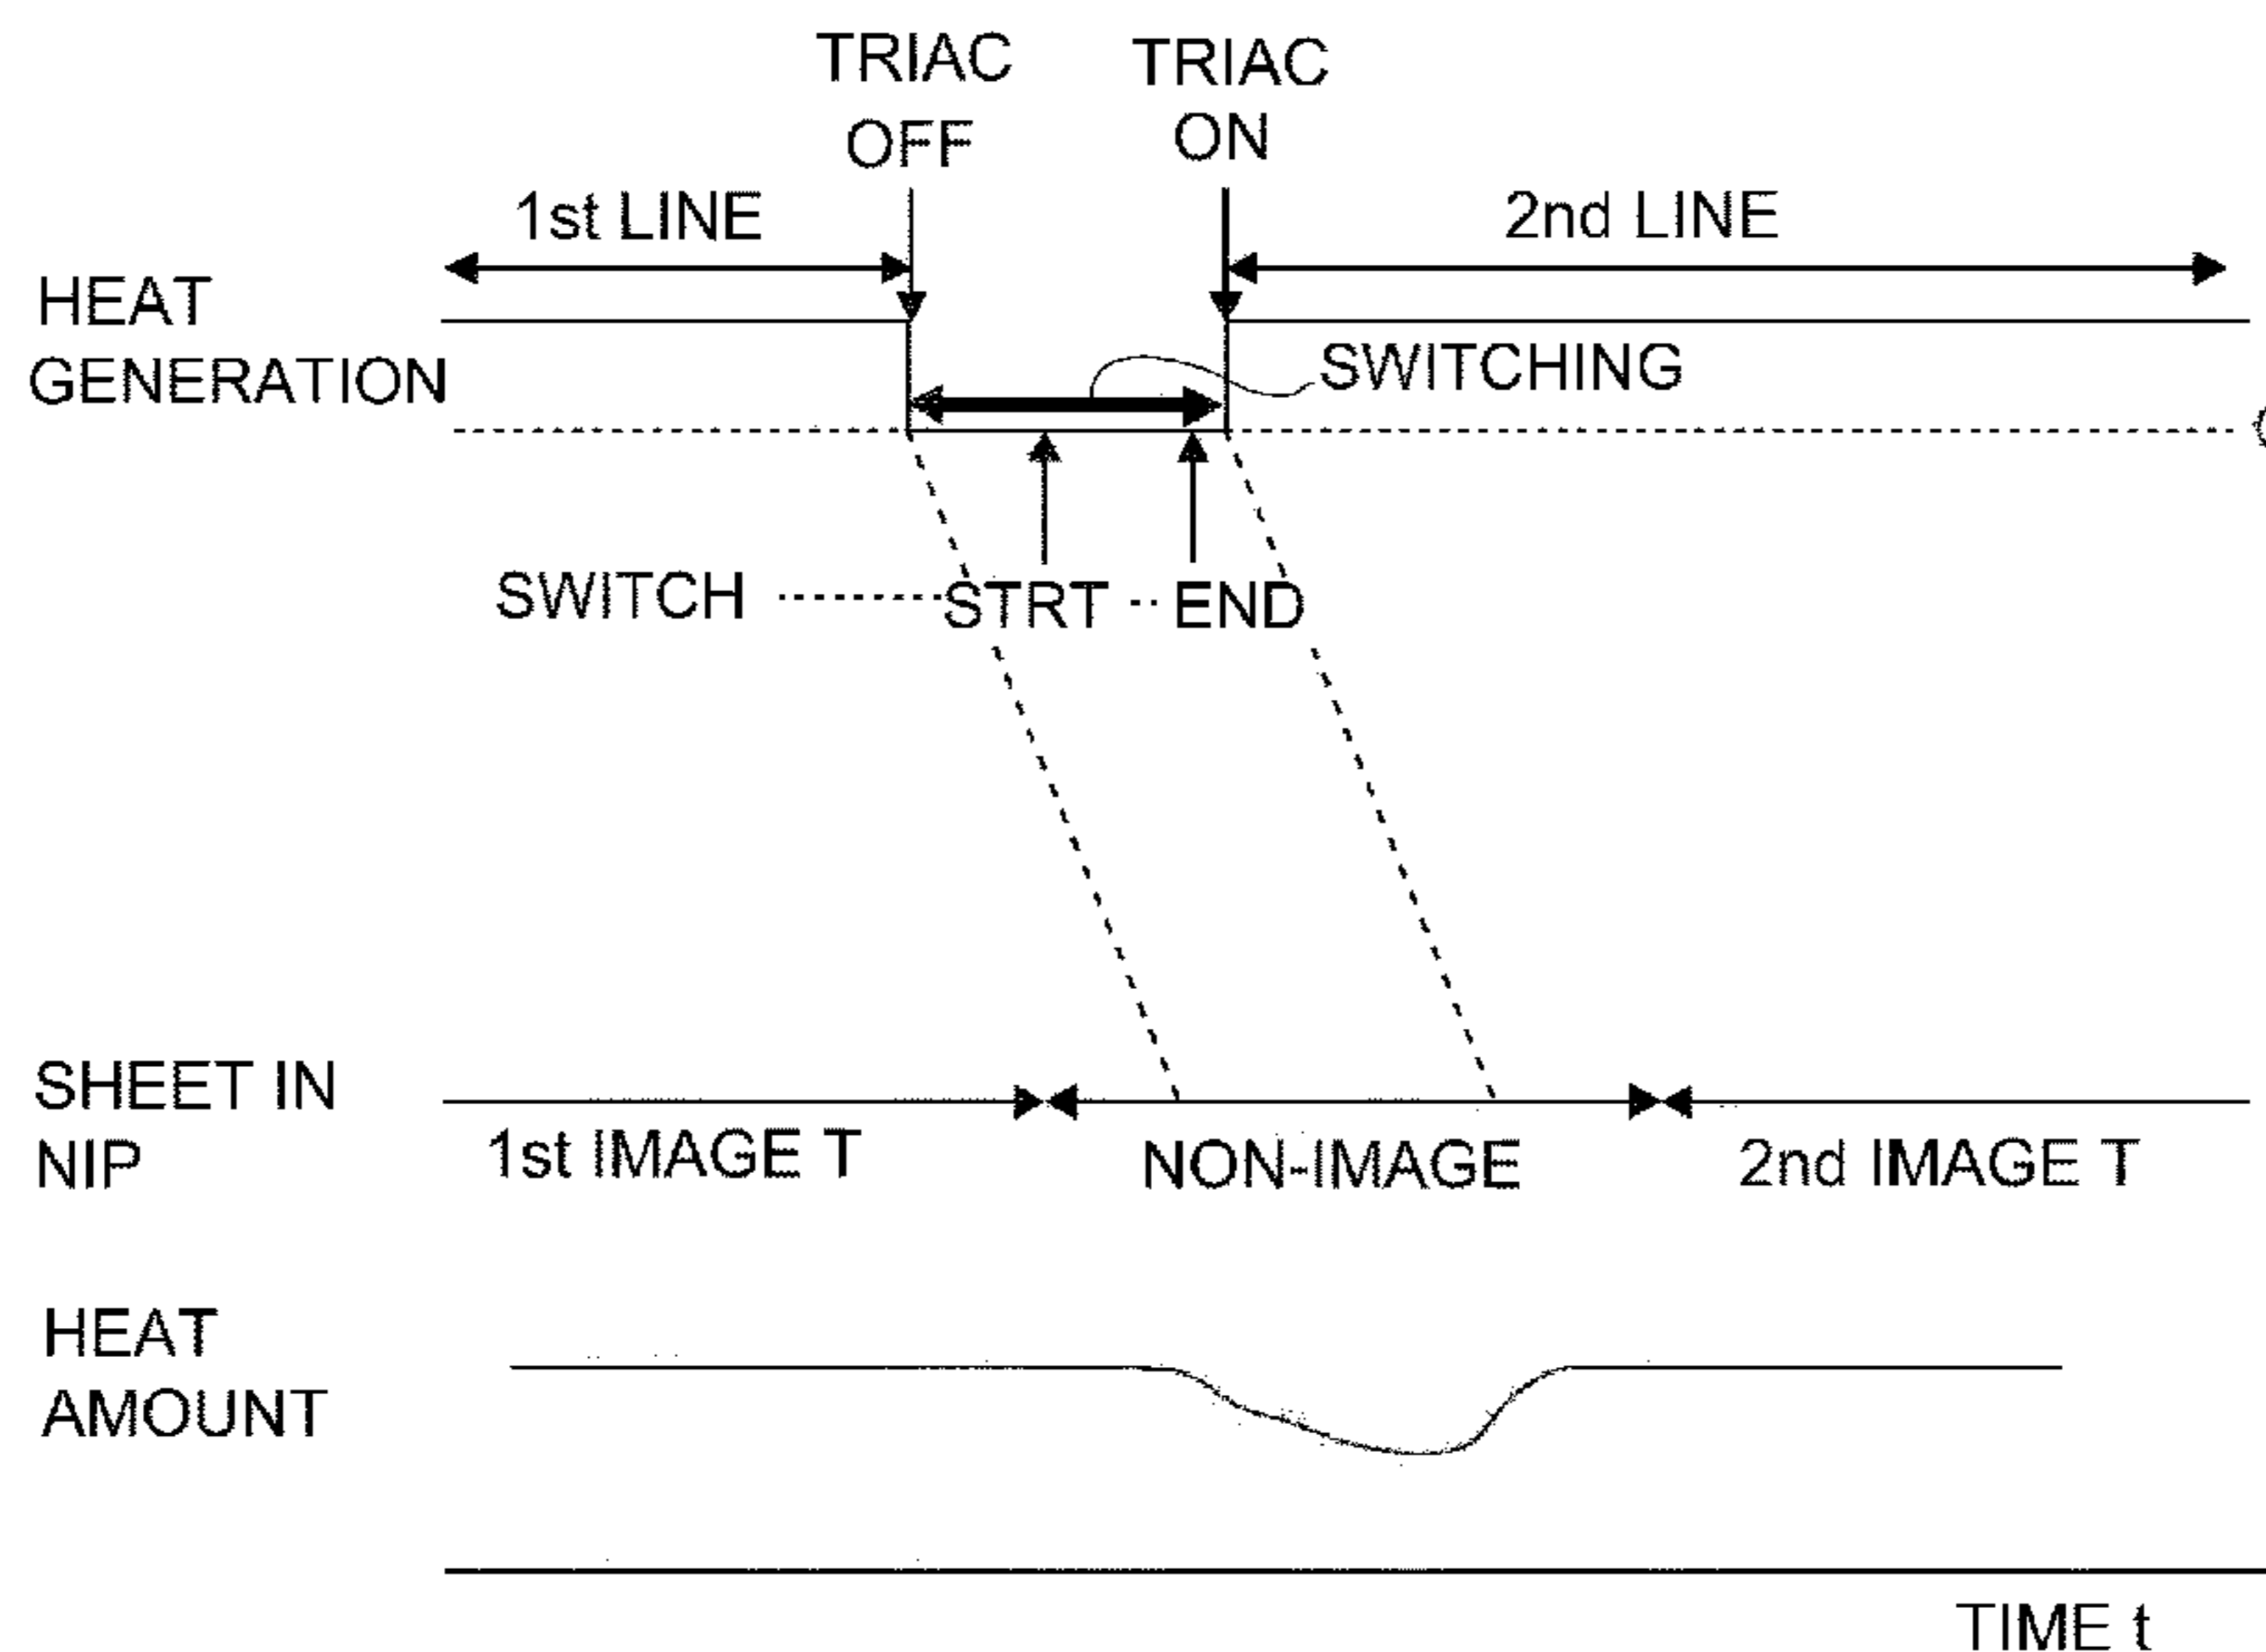 TRIAC TRIAC
OFF ON
1st LINE 2nd LINE
HEAT
GENERATION
SWITCHING
SWITCH STRT END
SHEET IN
NIP
1st IMAGE T NON-IMAGE 2nd IMAGE T
HEAT
AMOUNT
TIME t